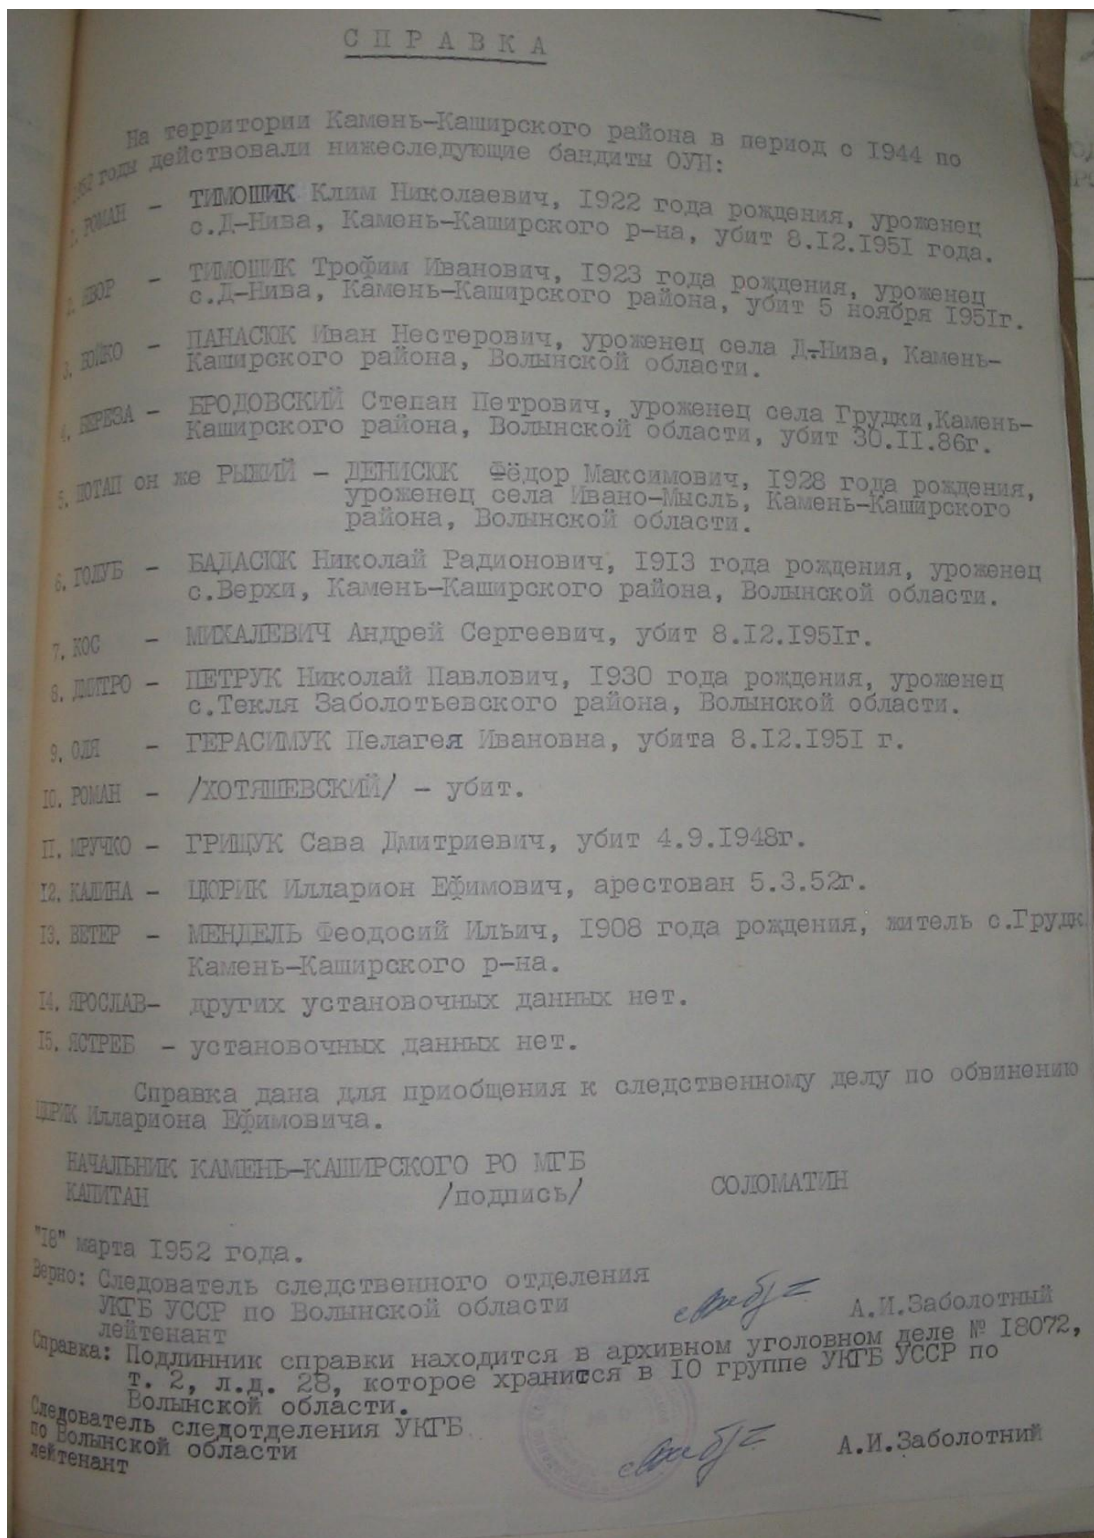 СПРАВКА
На территории Камень-Каширского района в период с 1944 по
1952 годы действовали нижеследующие бандиты ОУН:
1. РОМАН - ТИМОШИК Клим Николаевич, 1922 года рождения, уроженец
с.Д-Нива, Камень-Каширского р-на, убит 8.12.1951 года.
2. ЯВОР - ТИМОШИК Трофим Иванович, 1923 года рождения, уроженец
с.Д-Нива, Камень-Каширского района, убит 5 ноября 1951г.
3. БОЙКО - ПАНАСЮК Иван Нестерович, уроженец села Д-Нива, Камень-
Каширского района, Волынской области.
4. БЕРЕЗА - БРОДОВСКИЙ Степан Петрович, уроженец села Грудки,Камень-
Каширского района, Волынской области, убит 30.11.86г.
5. ПОТАП он же РЫЖИЙ - ДЕНИСЮК Фёдор Максимович, 1928 года рождения,
уроженец села Ивано-Мысль, Камень-Каширского
района, Волынской области.
6. ГОЛУБ - БАДАСЮК Николай Радионович, 1913 года рождения, уроженец
с.Верхи, Камень-Каширского района, Волынской области.
7. КОС - МИХАЛЕВИЧ Андрей Сергеевич, убит 8.12.1951г.
8. ДМИТРО - ПЕТРУК Николай Павлович, 1930 года рождения, уроженец
с.Текля Заболотьевского района, Волынской области.
9. ОЛЯ - ГЕРАСИМУК Пелагея Ивановна, убита 8.12.1951 г.
10. РОМАН - /ХОТЯШЕВСКИЙ/ - убит.
11. КРУЧКО - ГРИЩУК Сава Дмитриевич, убит 4.9.1948г.
12. КАЛИНА - ЦЮРИК Илларион Ефимович, арестован 5.3.52г.
13. ВЕТЕР - МЕНДЕЛЬ Феодосий Ильич, 1908 года рождения, житель с.Грудк
Камень-Каширского р-на.
14. ЯРОСЛАВ- других установочных данных нет.
15. ЯСТРЕБ - установочных данных нет.
Справка дана для приобщения к следственному делу по обвинению
ЦЮРИК Иллариона Ефимовича.
НАЧАЛЬНИК КАМЕНЬ-КАШИРСКОГО РО МГБ
КАПИТАН /подпись/ СОЛОМАТИН
"18" марта 1952 года.
Верно: Следователь следственного отделения
УКГБ УССР по Волынской области
лейтенант А.И.Заболотный
Справка: Подлинник справки находится в архивном уголовном деле № 18072,
т. 2, л.д. 28, которое хранится в 10 группе УКГБ УССР по
Волынской области.
Следователь следотделения УКГБ
по Волынской области
лейтенант А.И.Заболотний